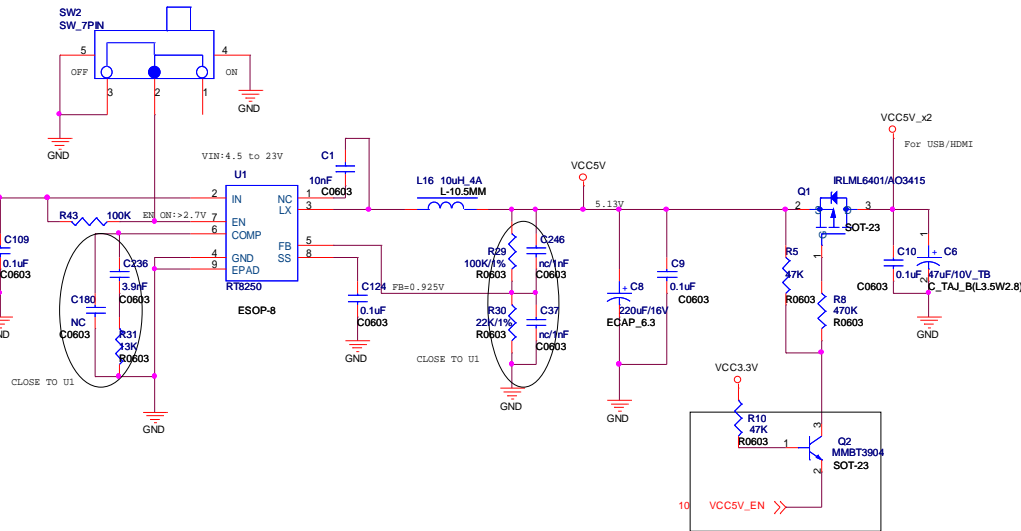 SW2
SW_7PIN
5
4
OFF
ON
3
2
1
GND
GND
VIN:4.5 to 23V
U1
C1
10nF
C0603
2
IN
NC
1
LX
3
R43
100K
EN ON:>2.7V
7
EN
6
COMP
FB
5
4
GND
SS
8
9
EPAD
RT8250
ESOP-8
C109
0.1uF
C0603
C236
3.9nF
C0603
C180
NC
C0603
R31
13K
R0603
CLOSE TO U1
GND
C124
0.1uF
C0603
GND
L16
10uH_4A
L-10.5MM
VCC5V
5.13V
R29
100K/1%
R0603
C246
nc/1nF
C0603
FB=0.925V
R30
22K/1%
R0603
C37
nc/1nF
C0603
CLOSE TO U1
GND
C8
220uF/16V
ECAP_6.3
C9
0.1uF
C0603
GND
VCC5V_x2
For USB/HDMI
Q1
IRLML6401/AO3415
2
3
SOT-23
1
R5
47K
R0603
R8
470K
R0603
C10
0.1uF
C0603
1
C6
47uF/10V_TB
2
C_TAJ_B(L3.5W2.8)
GND
VCC3.3V
R10
47K
R0603
3
1
Q2
MMBT3904
SOT-23
2
10
VCC5V_EN